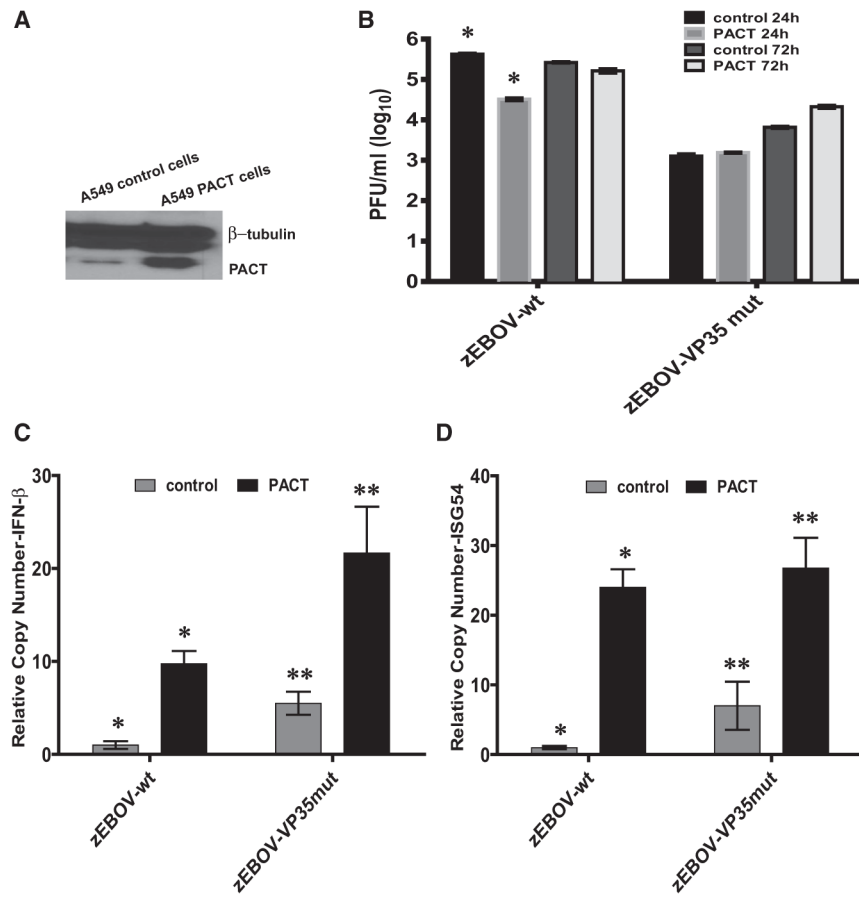 A
A549 control cells
A549 PACT cells
β-tubulin
PACT
B
control 24h
PACT 24h
control 72h
PACT 72h
PFU/ml (log10)
6
5
4
3
2
1
0
*
*
zEBOV-wt
zEBOV-VP35 mut
C
control
PACT
Relative Copy Number-IFN-β
30
20
10
0
*
*
**
**
zEBOV-wt
zEBOV-VP35mut
D
control
PACT
Relative Copy Number-ISG54
40
30
20
10
0
*
*
**
**
zEBOV-wt
zEBOV-VP35mut